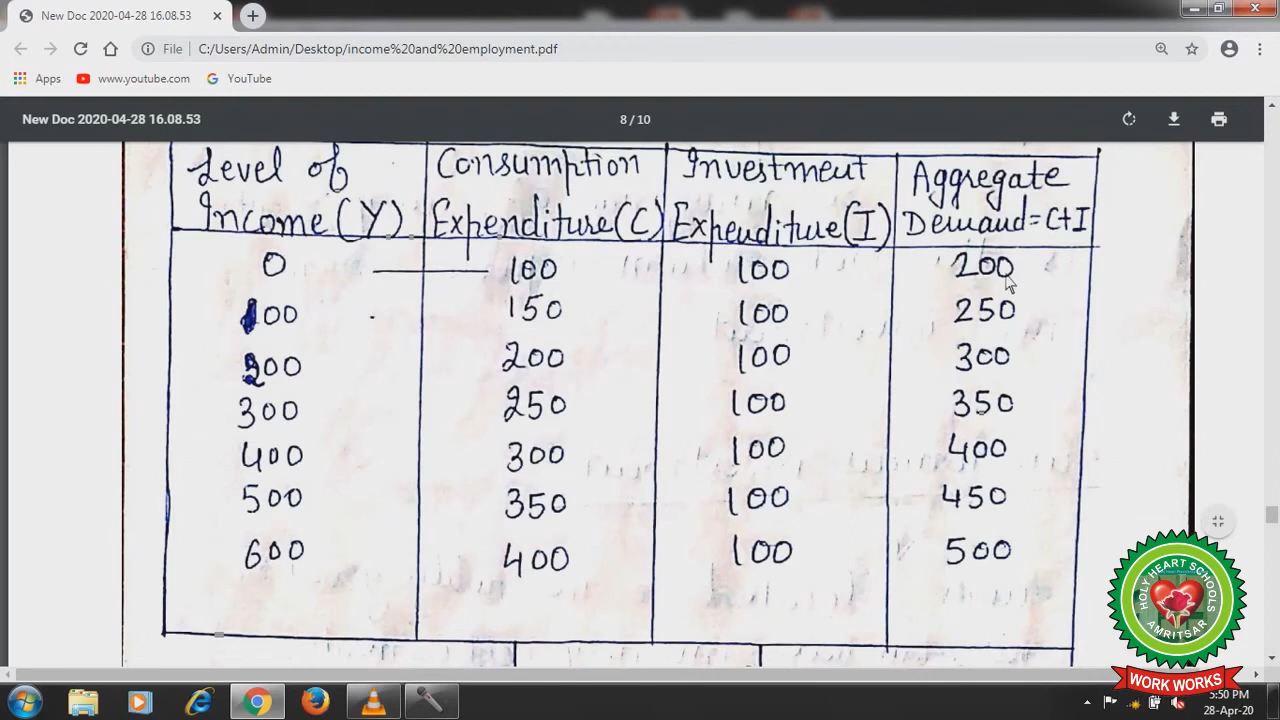 New Doc 2020-04-28 16.08.53
File C:/Users/Admin/Desktop/income%20and%20employment.pdf
Apps www.youtube.com YouTube
New Doc 2020-04-28 16.08.53 8 / 10
Level of Consumption Investment Aggregate
Income(Y) Expenditure(C) Expenditure(I) Demand=C+I
0 100 100 200
100 150 100 250
200 200 100 300
300 250 100 350
400 300 100 400
500 350 100 450
600 400 100 500
HOLY HEART SCHOOLS
AMRITSAR
WORK WORKS
5:50 PM
28-Apr-20